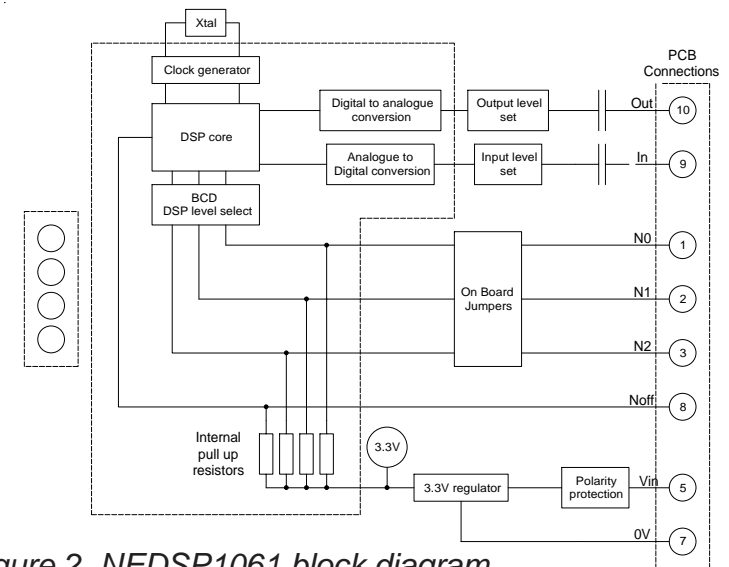 Xtal
PCB
Connections
Clock generator
Digital to analogue
conversion
Output level
set
Out
10
DSP core
Analogue to
Digital conversion
Input level
set
In
9
BCD
DSP level select
N0
1
On Board
Jumpers
N1
2
N2
3
Noff
8
Internal
pull up
resistors
3.3V
3.3V regulator
Polarity
protection
Vin
5
0V
7
gure 2 NEDSP1061 block diagram